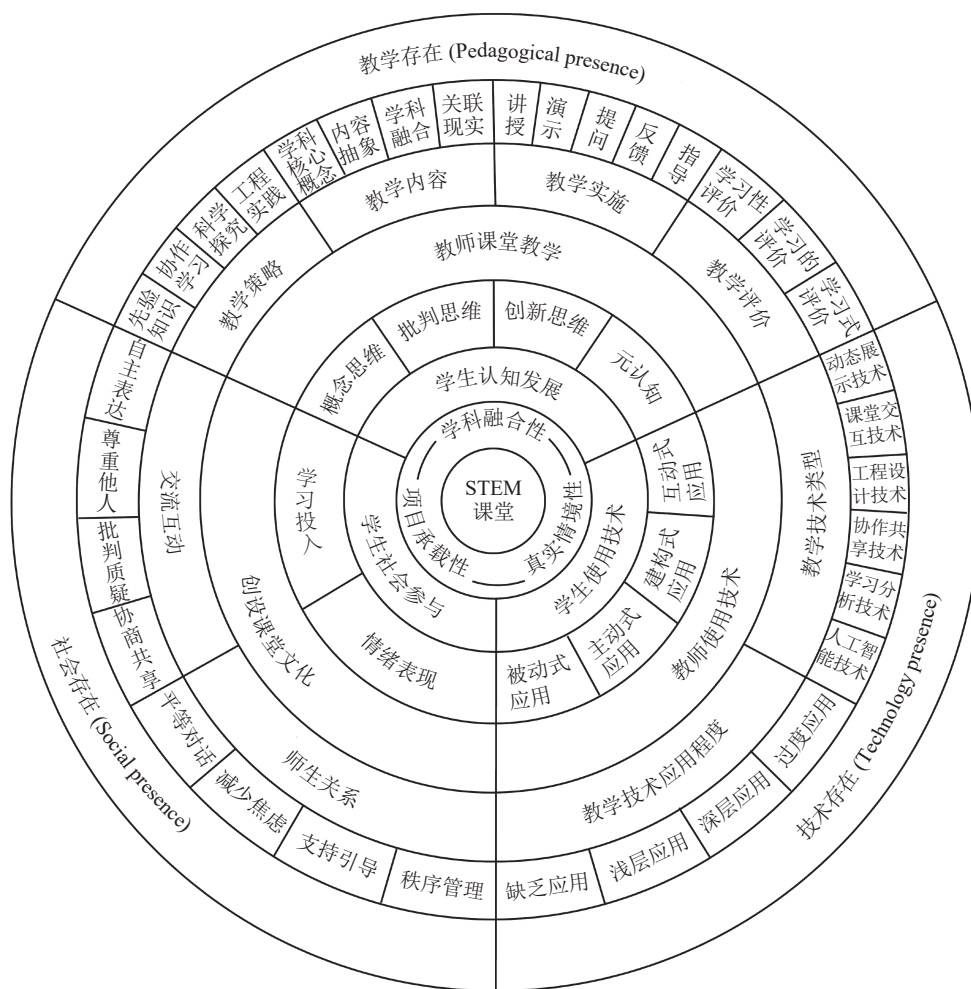 教学存在 (Pedagogical presence)
先验
知识
协作
学习
科学
探究
工程
实践
学科
核心
概念
内容
抽象
学科
融合
关联
现实
讲授
演示
提问
反馈
指导
学习性
评价
学习的
评价
学习式
评价
教学策略
教学内容
教学实施
教学评价
教师课堂教学
概念思维
批判思维
创新思维
元认知
学生认知发展
学科融合性
项目承载性
真实情境性
STEM
课堂
社会存在 (Social presence)
自主表达
尊重他人
批判质疑
协商共享
平等对话
减少焦虑
支持引导
秩序管理
交流互动
师生关系
创设课堂文化
学习投入
情绪表现
学生社会参与
技术存在 (Technology presence)
动态展
示技术
课堂交
互技术
工程设
计技术
协作共
享技术
学习分
析技术
人工智
能技术
过度应用
深层应用
浅层应用
缺乏应用
教学技术类型
教学技术应用程度
教师使用技术
互动式
应用
建构式
应用
主动式
应用
被动式
应用
学生使用技术